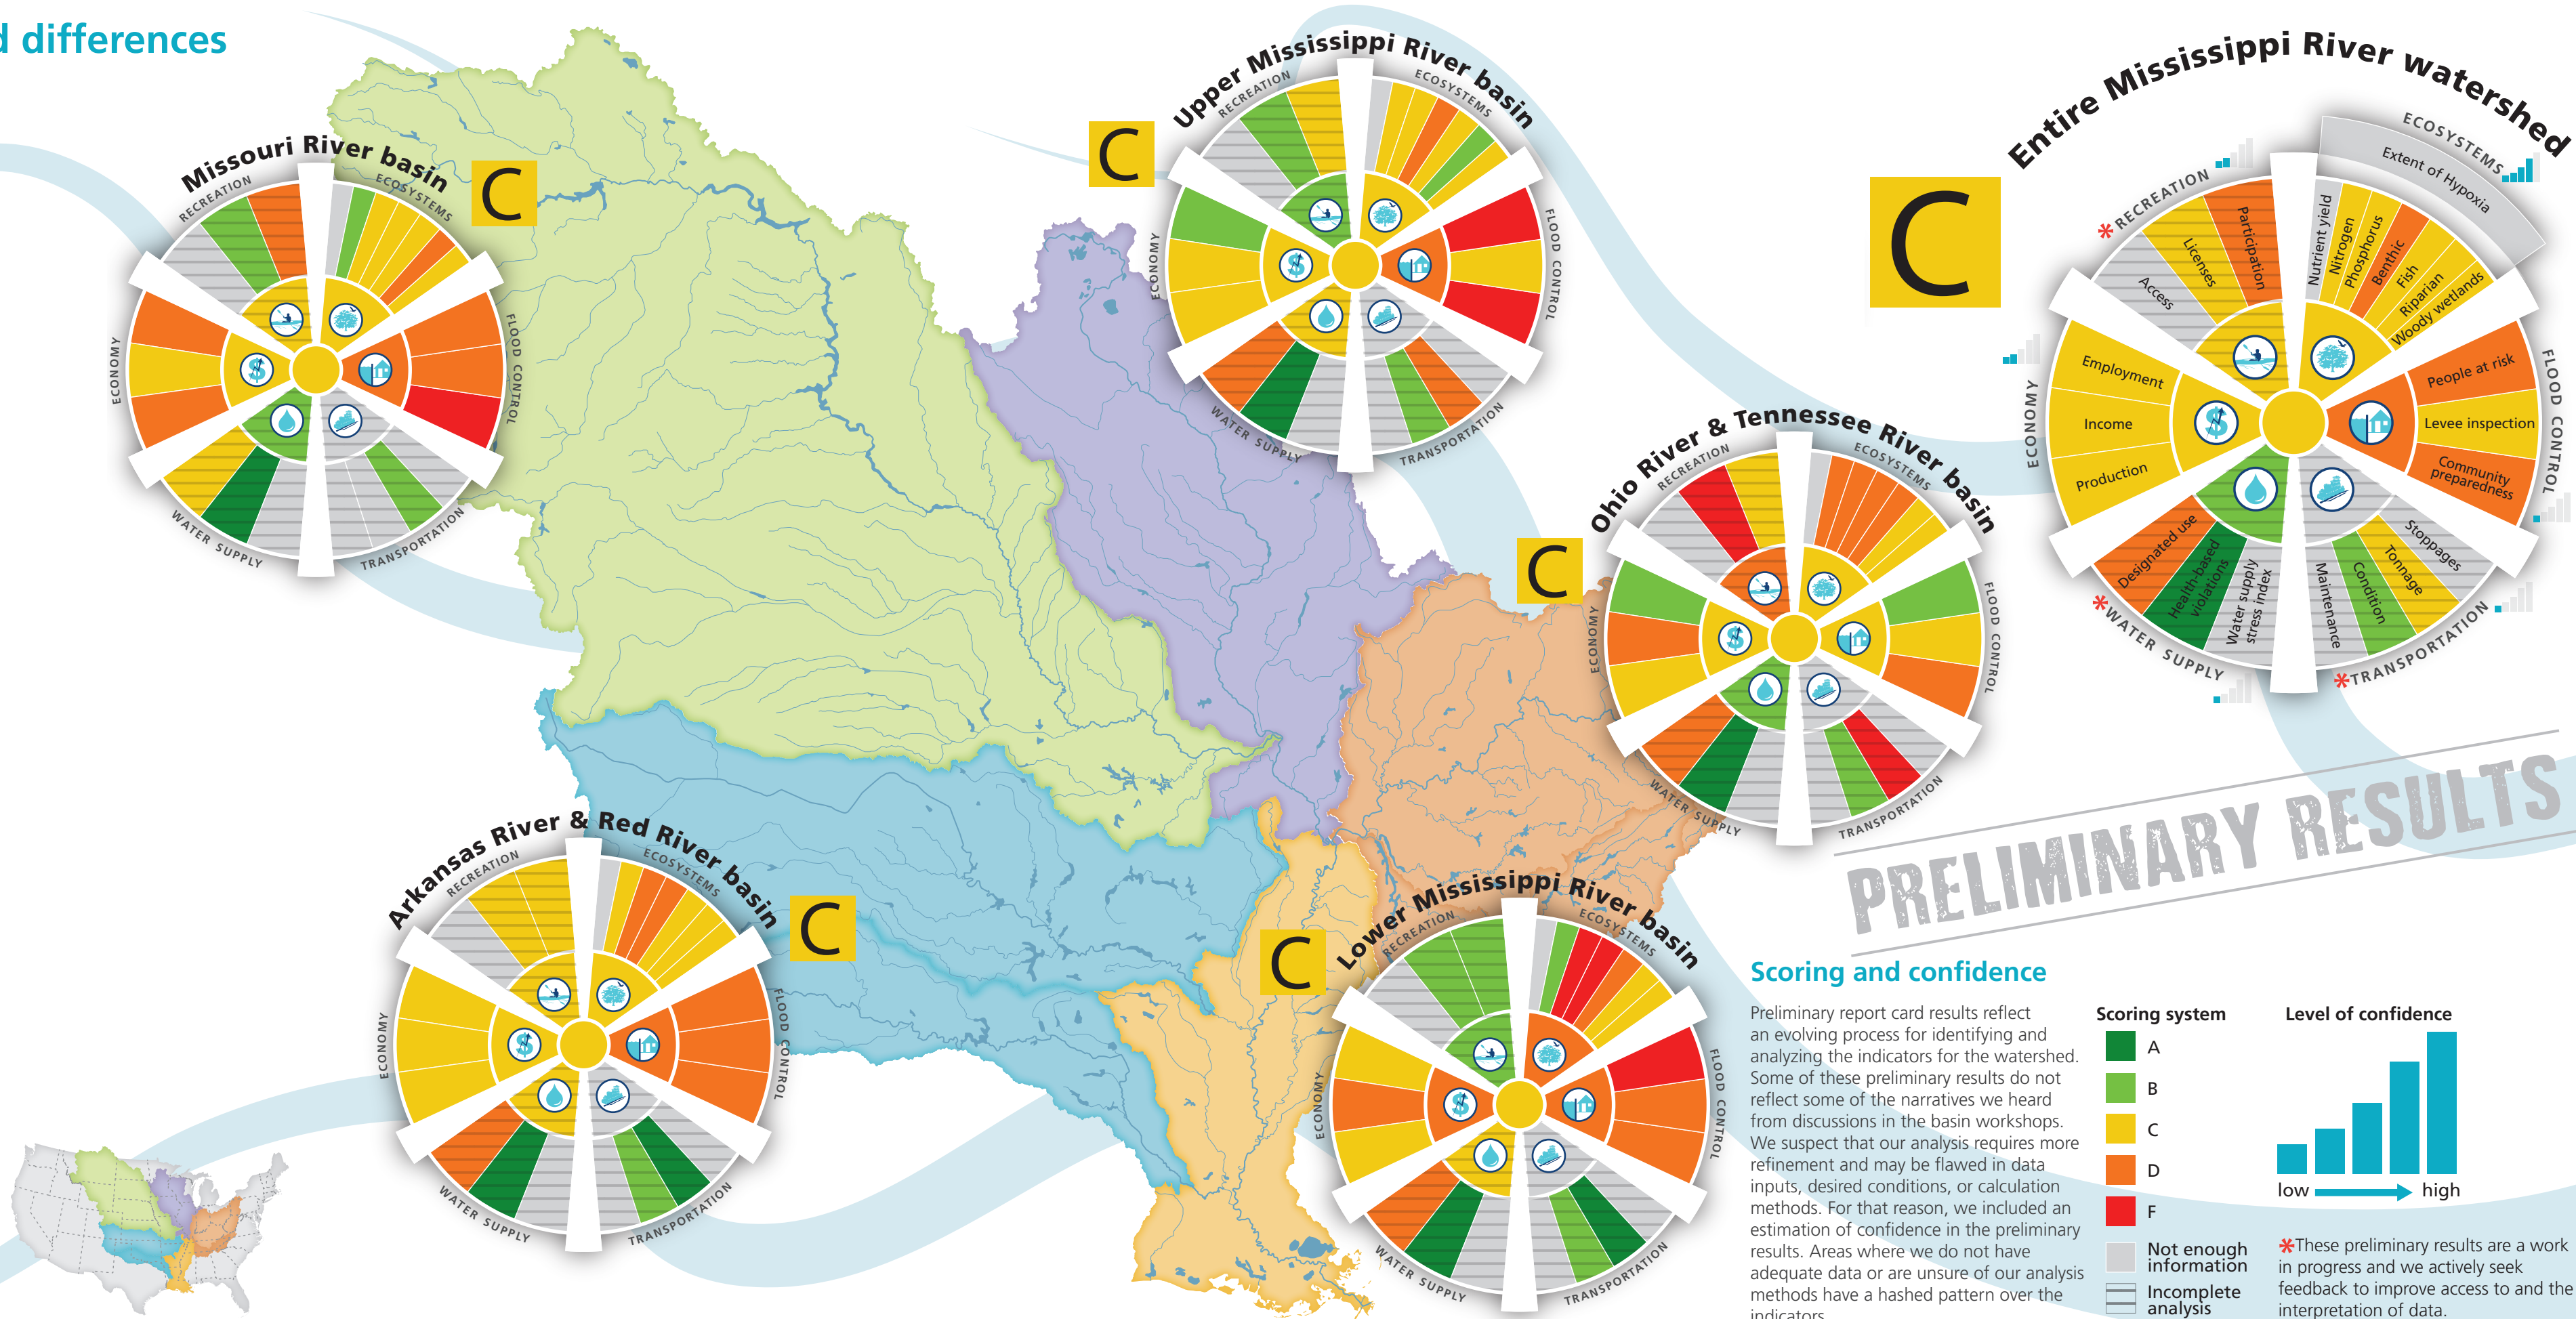 d differences
Missouri River basin
C
RECREATION
ECOSYSTEMS
ECONOMY
FLOOD CONTROL
WATER SUPPLY
TRANSPORTATION
Upper Mississippi River basin
C
RECREATION
ECOSYSTEMS
ECONOMY
FLOOD CONTROL
WATER SUPPLY
TRANSPORTATION
Entire Mississippi River watershed
C
*RECREATION
ECOSYSTEMS
Extent of Hypoxia
Access
Licenses
Participation
Nutrient yield
Nitrogen
Phosphorus
Benthic
Fish
Riparian
Woody wetlands
ECONOMY
Employment
Income
Production
FLOOD CONTROL
People at risk
Levee inspection
Community
preparedness
*WATER SUPPLY
Designated use
Health-based
violations
Water supply
stress index
*TRANSPORTATION
Maintenance
Condition
Tonnage
Stoppages
Ohio River & Tennessee River basin
C
RECREATION
ECOSYSTEMS
ECONOMY
FLOOD CONTROL
WATER SUPPLY
TRANSPORTATION
Arkansas River & Red River basin
C
RECREATION
ECOSYSTEMS
ECONOMY
FLOOD CONTROL
WATER SUPPLY
TRANSPORTATION
Lower Mississippi River basin
C
RECREATION
ECOSYSTEMS
ECONOMY
FLOOD CONTROL
WATER SUPPLY
TRANSPORTATION
PRELIMINARY RESULTS
Scoring and confidence
Preliminary report card results reflect
an evolving process for identifying and
analyzing the indicators for the watershed.
Some of these preliminary results do not
reflect some of the narratives we heard
from discussions in the basin workshops.
We suspect that our analysis requires more
refinement and may be flawed in data
inputs, desired conditions, or calculation
methods. For that reason, we included an
estimation of confidence in the preliminary
results. Areas where we do not have
adequate data or are unsure of our analysis
methods have a hashed pattern over the
indicators.
Scoring system
A
B
C
D
F
Not enough
information
Incomplete
analysis
Level of confidence
low
high
*These preliminary results are a work
in progress and we actively seek
feedback to improve access to and the
interpretation of data.